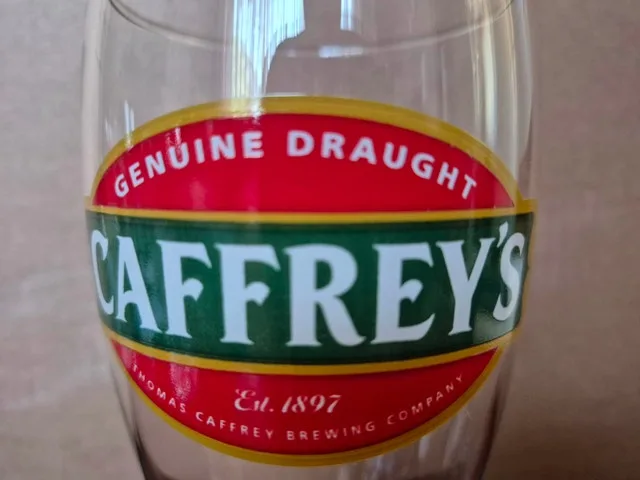 GENUINE DRAUGHT
CAFFREY'S
Est. 1897
THOMAS CAFFREY BREWING COMPANY